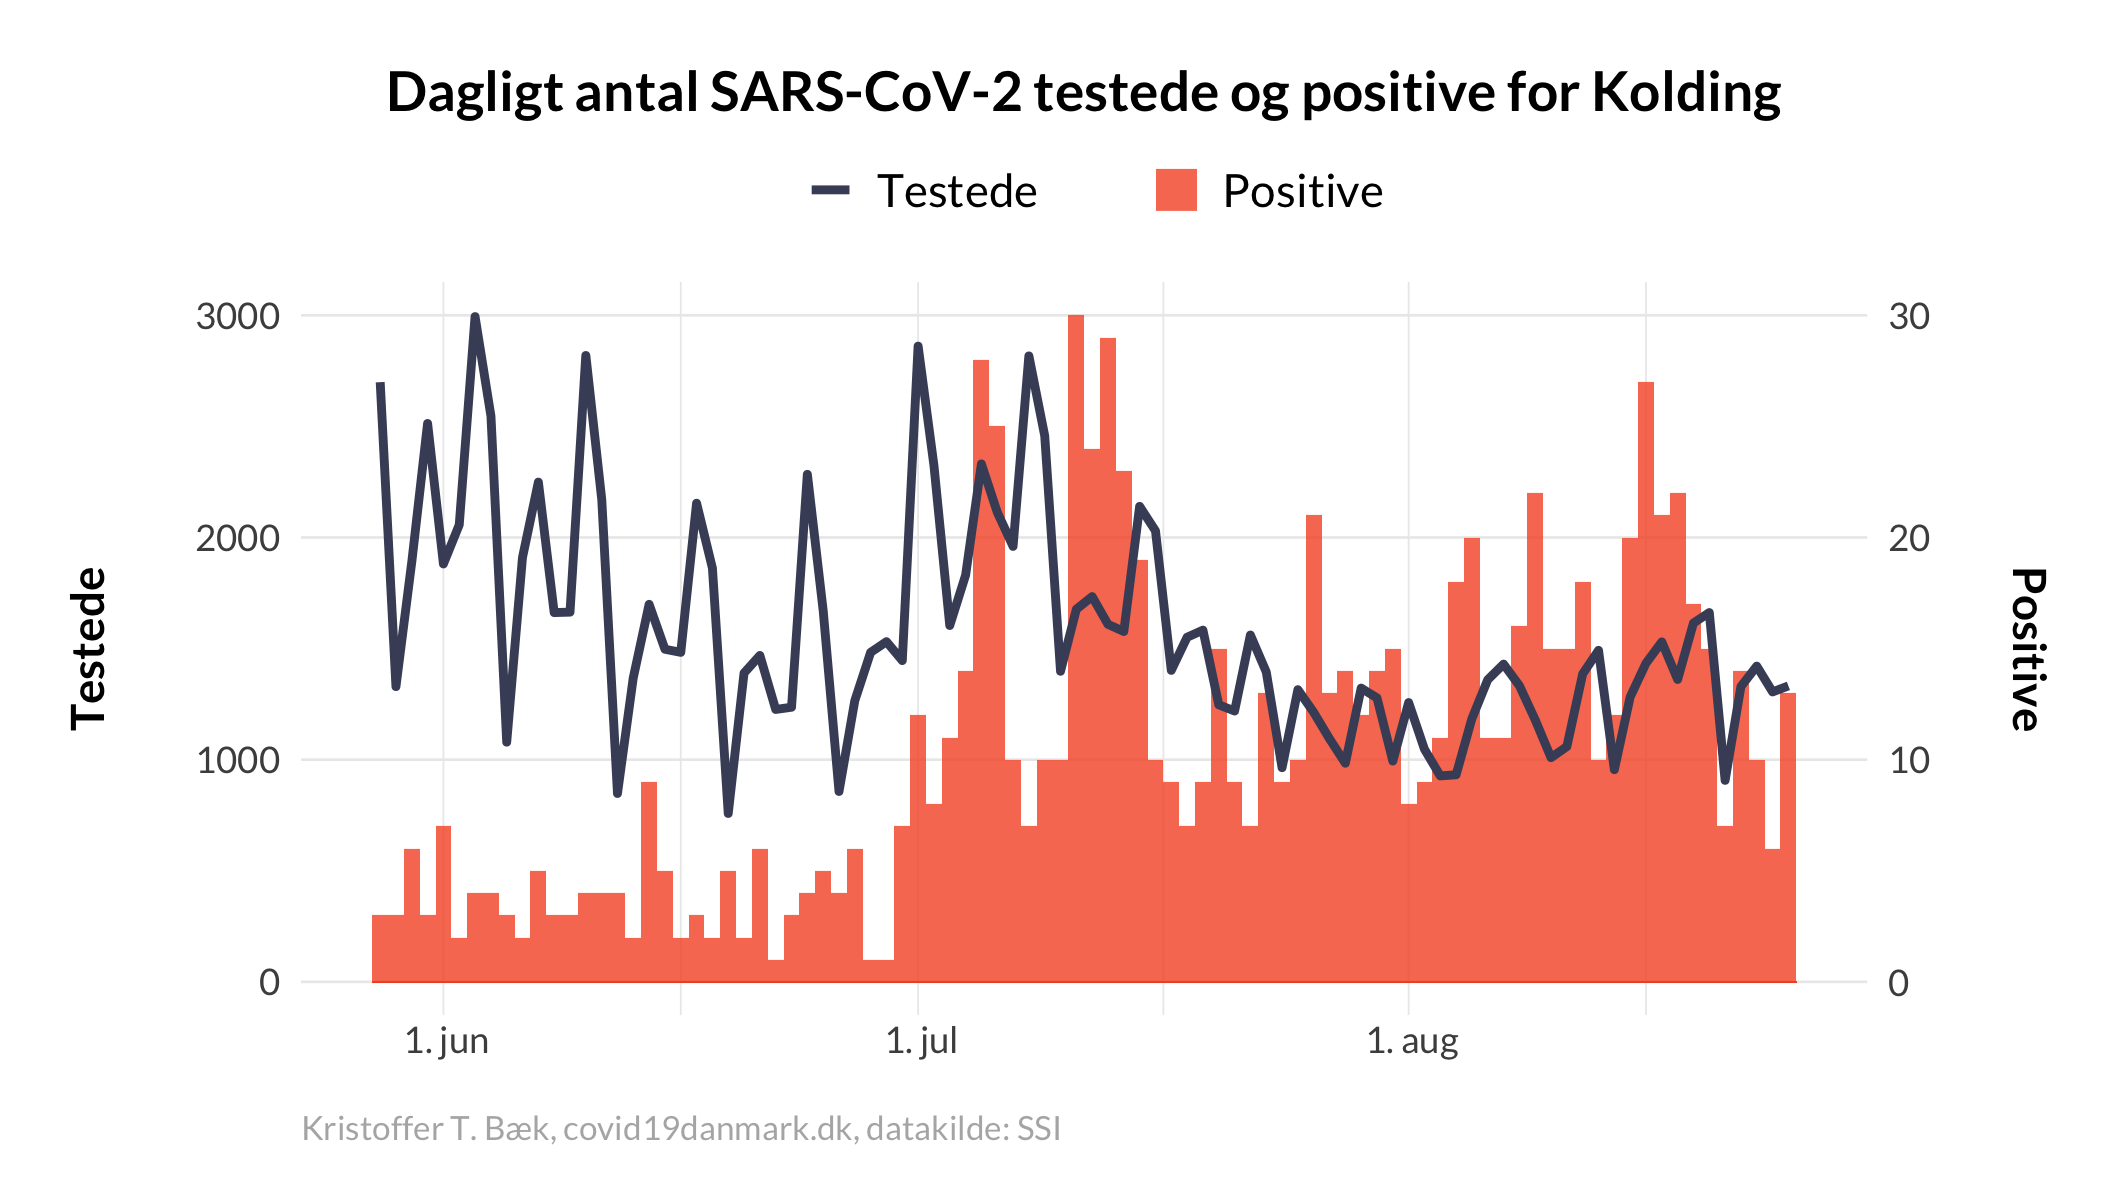 Dagligt antal SARS-CoV-2 testede og positive for Kolding
Testede
Positive
3000
2000
1000
0
Testede
30
20
10
0
Positive
1. jun
1. jul
1. aug
Kristoffer T. Bæk, covid19danmark.dk, datakilde: SSI